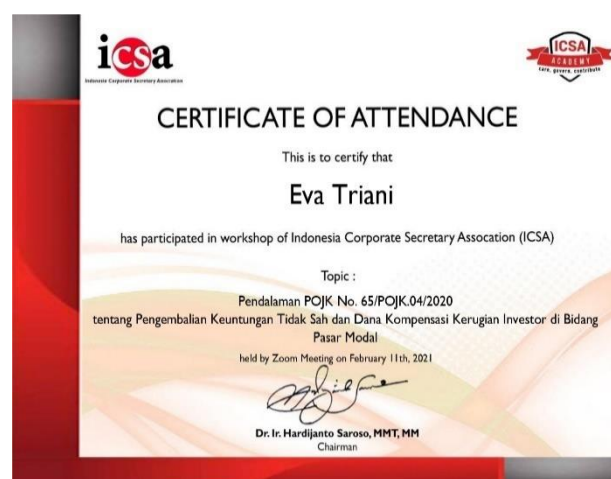 icsa
Indonesia Corporate Secretary Association
ICSA
ACADEMY
care, govern, contribute
CERTIFICATE OF ATTENDANCE
This is to certify that
Eva Triani
has participated in workshop of Indonesia Corporate Secretary Assocation (ICSA)
Topic :
Pendalaman POJK No. 65/POJK.04/2020
tentang Pengembalian Keuntungan Tidak Sah dan Dana Kompensasi Kerugian Investor di Bidang
Pasar Modal
held by Zoom Meeting on February 11th, 2021
Dr. Ir. Hardijanto Saroso, MMT, MM
Chairman